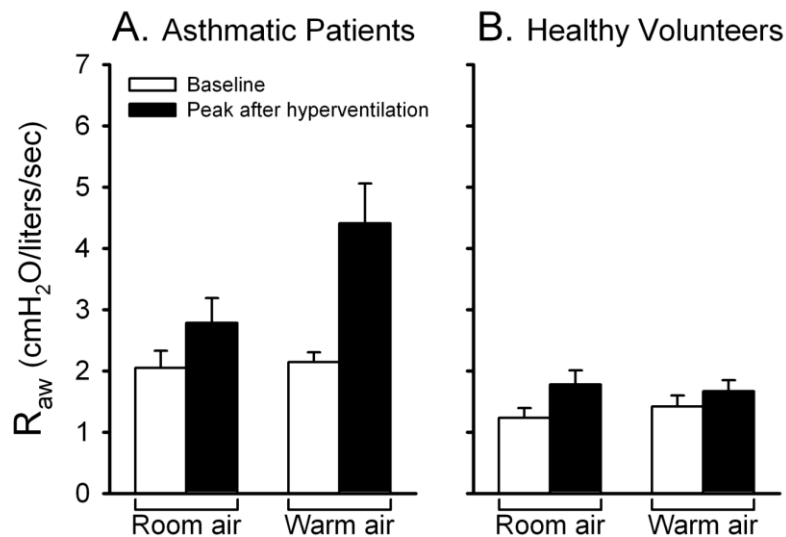 A. Asthmatic Patients
B. Healthy Volunteers
R_aw (cmH₂O/liters/sec)
7
6
5
4
3
2
1
0
Baseline
Peak after hyperventilation
Room air
Warm air
Room air
Warm air